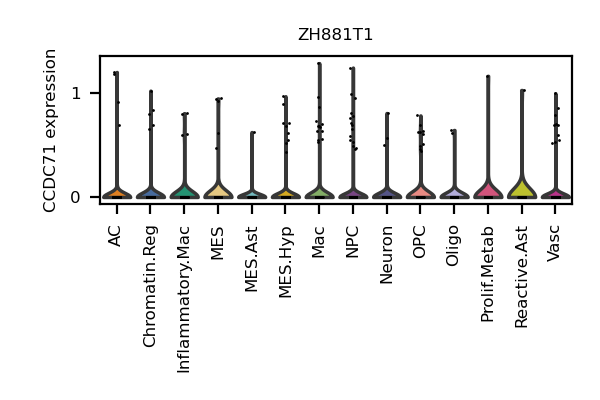 ZH881T1
CCDC71 expression
1
0
AC
Chromatin.Reg
Inflammatory.Mac
MES
MES.Ast
MES.Hyp
Mac
NPC
Neuron
OPC
Oligo
Prolif.Metab
Reactive.Ast
Vasc